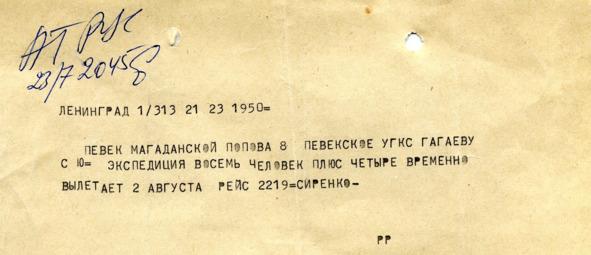 АТ РУС
23/7 2045
ЛЕНИНГРАД 1/313 21 23 1950=
ПЕВЕК МАГАДАНСКОЙ ПОПОВА 8 ПЕВЕКСКОЕ УГКС ГАГАЕВУ
С Ю= ЭКСПЕДИЦИЯ ВОСЕМЬ ЧЕЛОВЕК ПЛЮС ЧЕТЫРЕ ВРЕМЕННО
ВЫЛЕТАЕТ 2 АВГУСТА РЕЙС 2219=СИРЕНКО-
РР